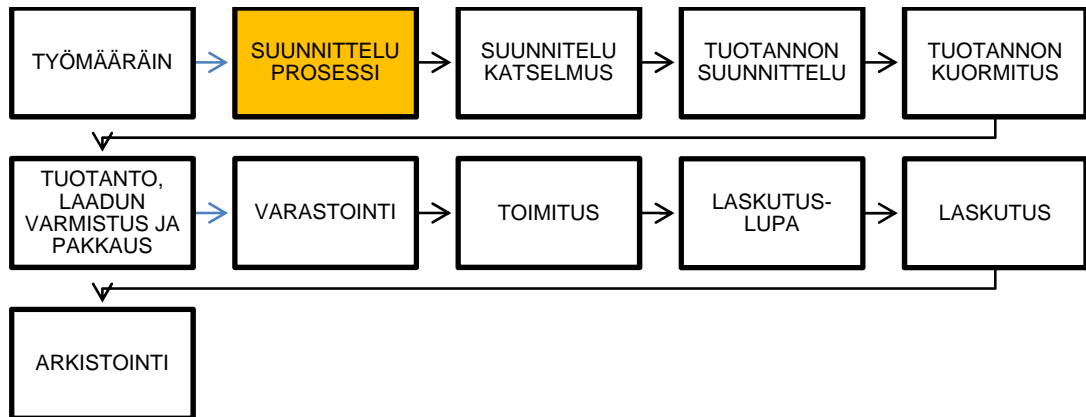 TYÖMÄÄRÄIN
SUUNNITTELU
PROSESSI
SUUNNITELU
KATSELMUS
TUOTANNON
SUUNNITTELU
TUOTANNON
KUORMITUS
TUOTANTO,
LAADUN
VARMISTUS JA
PAKKAUS
VARASTOINTI
TOIMITUS
LASKUTUS-
LUPA
LASKUTUS
ARKISTOINTI